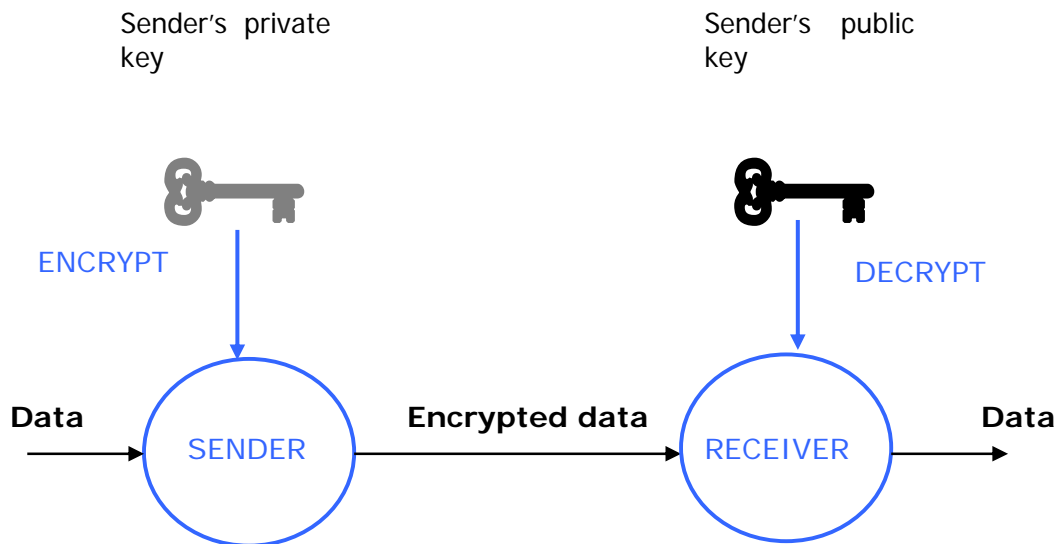 Sender's private
key
Sender's public
key
ENCRYPT
DECRYPT
Data
Encrypted data
Data
SENDER
RECEIVER